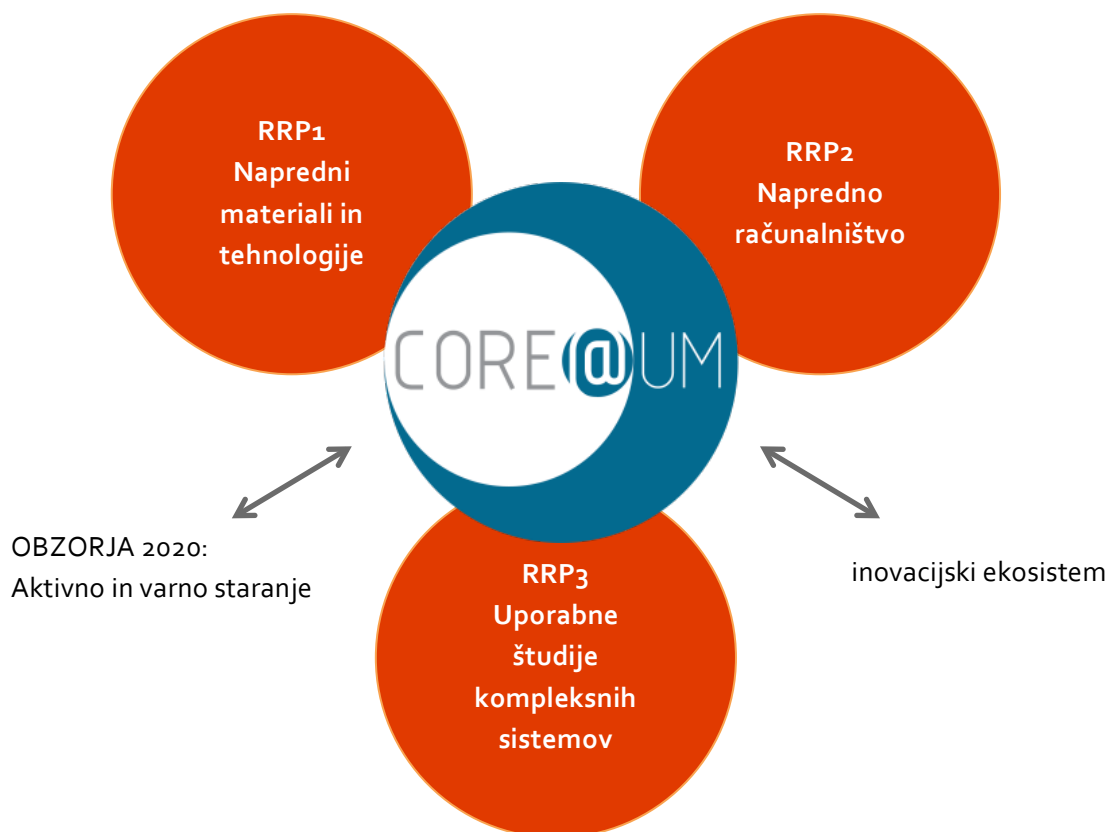 RRP1
Napredni
materiali in
tehnologije
RRP2
Napredno
računalništvo
CORE@UM
OBZORJA 2020:
Aktivno in varno staranje
inovacijski ekosistem
RRP3
Uporabne
študije
kompleksnih
sistemov